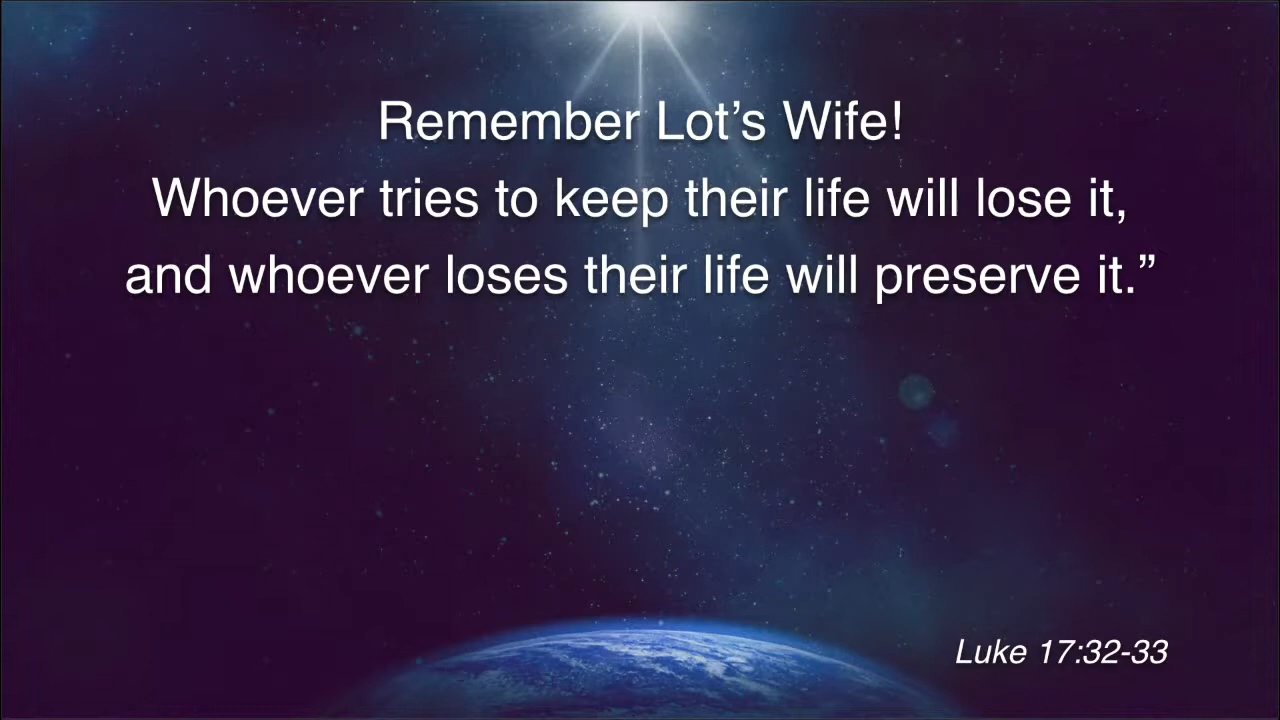 Remember Lot’s Wife!
Whoever tries to keep their life will lose it,
and whoever loses their life will preserve it.”
Luke 17:32-33